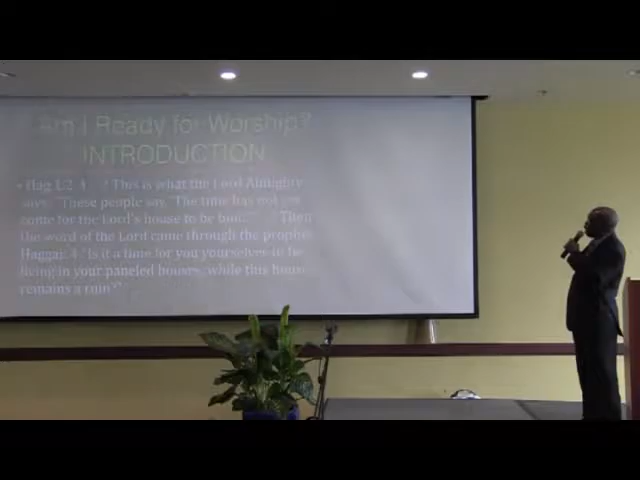 Am I Ready for Worship?
INTRODUCTION
• Hag 1:2-4 ... 2 This is what the Lord Almighty
says: "These people say, 'The time has not yet
come for the Lord's house to be built.'" ... 3 Then
the word of the Lord came through the prophet
Haggai: 4 "Is it a time for you yourselves to be
living in your paneled houses, while this house
remains a ruin?"